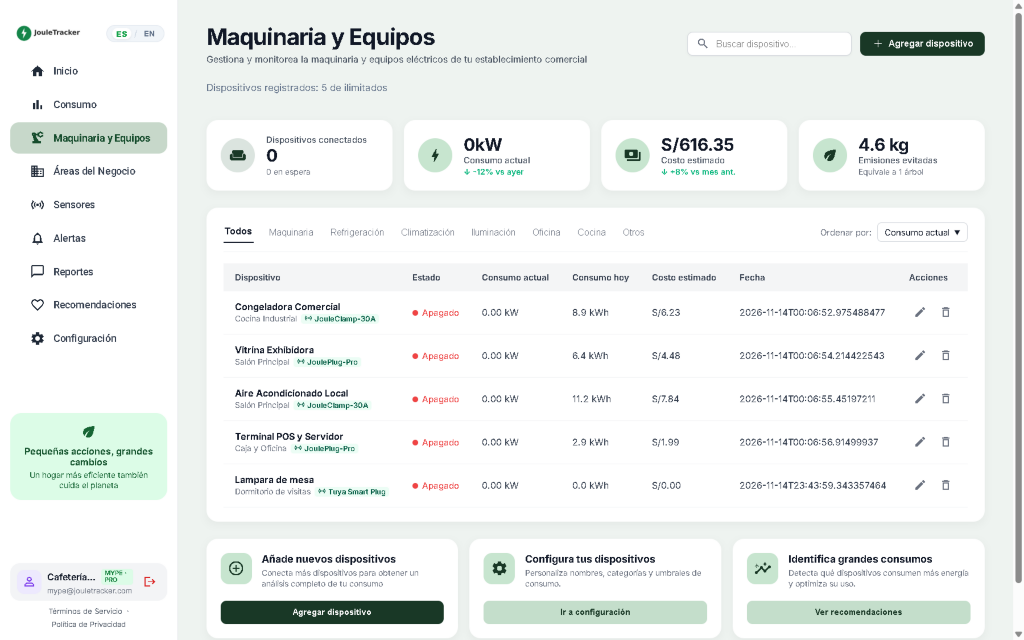 JouleTracker
ES / EN
Inicio
Consumo
Maquinaria y Equipos
Áreas del Negocio
Sensores
Alertas
Reportes
Recomendaciones
Configuración
Pequeñas acciones, grandes
cambios
Un hogar más eficiente también
cuida el planeta
Cafetería...
MYPE ·
PRO
mype@jouletracker.com
Términos de Servicio ·
Política de Privacidad
Maquinaria y Equipos
Gestiona y monitorea la maquinaria y equipos eléctricos de tu establecimiento comercial
Buscar dispositivo...
+ Agregar dispositivo
Dispositivos registrados: 5 de ilimitados
Dispositivos conectados
0
0 en espera
0kW
Consumo actual
↓ -12% vs ayer
S/616.35
Costo estimado
↓ +8% vs mes ant.
4.6 kg
Emisiones evitadas
Equivale a 1 árbol
Todos Maquinaria Refrigeración Climatización Iluminación Oficina Cocina Otros
Ordenar por: Consumo actual ▼
Dispositivo Estado Consumo actual Consumo hoy Costo estimado Fecha Acciones
Congeladora Comercial
Cocina Industrial JouleClamp-30A
Apagado 0.00 kW 8.9 kWh S/6.23 2026-11-14T00:06:52.975488477
Vitrina Exhibidora
Salón Principal JoulePlug-Pro
Apagado 0.00 kW 6.4 kWh S/4.48 2026-11-14T00:06:54.214422543
Aire Acondicionado Local
Salón Principal JouleClamp-30A
Apagado 0.00 kW 11.2 kWh S/7.84 2026-11-14T00:06:55.45197211
Terminal POS y Servidor
Caja y Oficina JoulePlug-Pro
Apagado 0.00 kW 2.9 kWh S/1.99 2026-11-14T00:06:56.91499937
Lampara de mesa
Dormitorio de visitas Tuya Smart Plug
Apagado 0.00 kW 0.0 kWh S/0.00 2026-11-14T23:43:59.343357464
Añade nuevos dispositivos
Conecta más dispositivos para obtener un
análisis completo de tu consumo
Agregar dispositivo
Configura tus dispositivos
Personaliza nombres, categorías y umbrales de
consumo.
Ir a configuración
Identifica grandes consumos
Detecta qué dispositivos consumen más energía
y optimiza su uso.
Ver recomendaciones